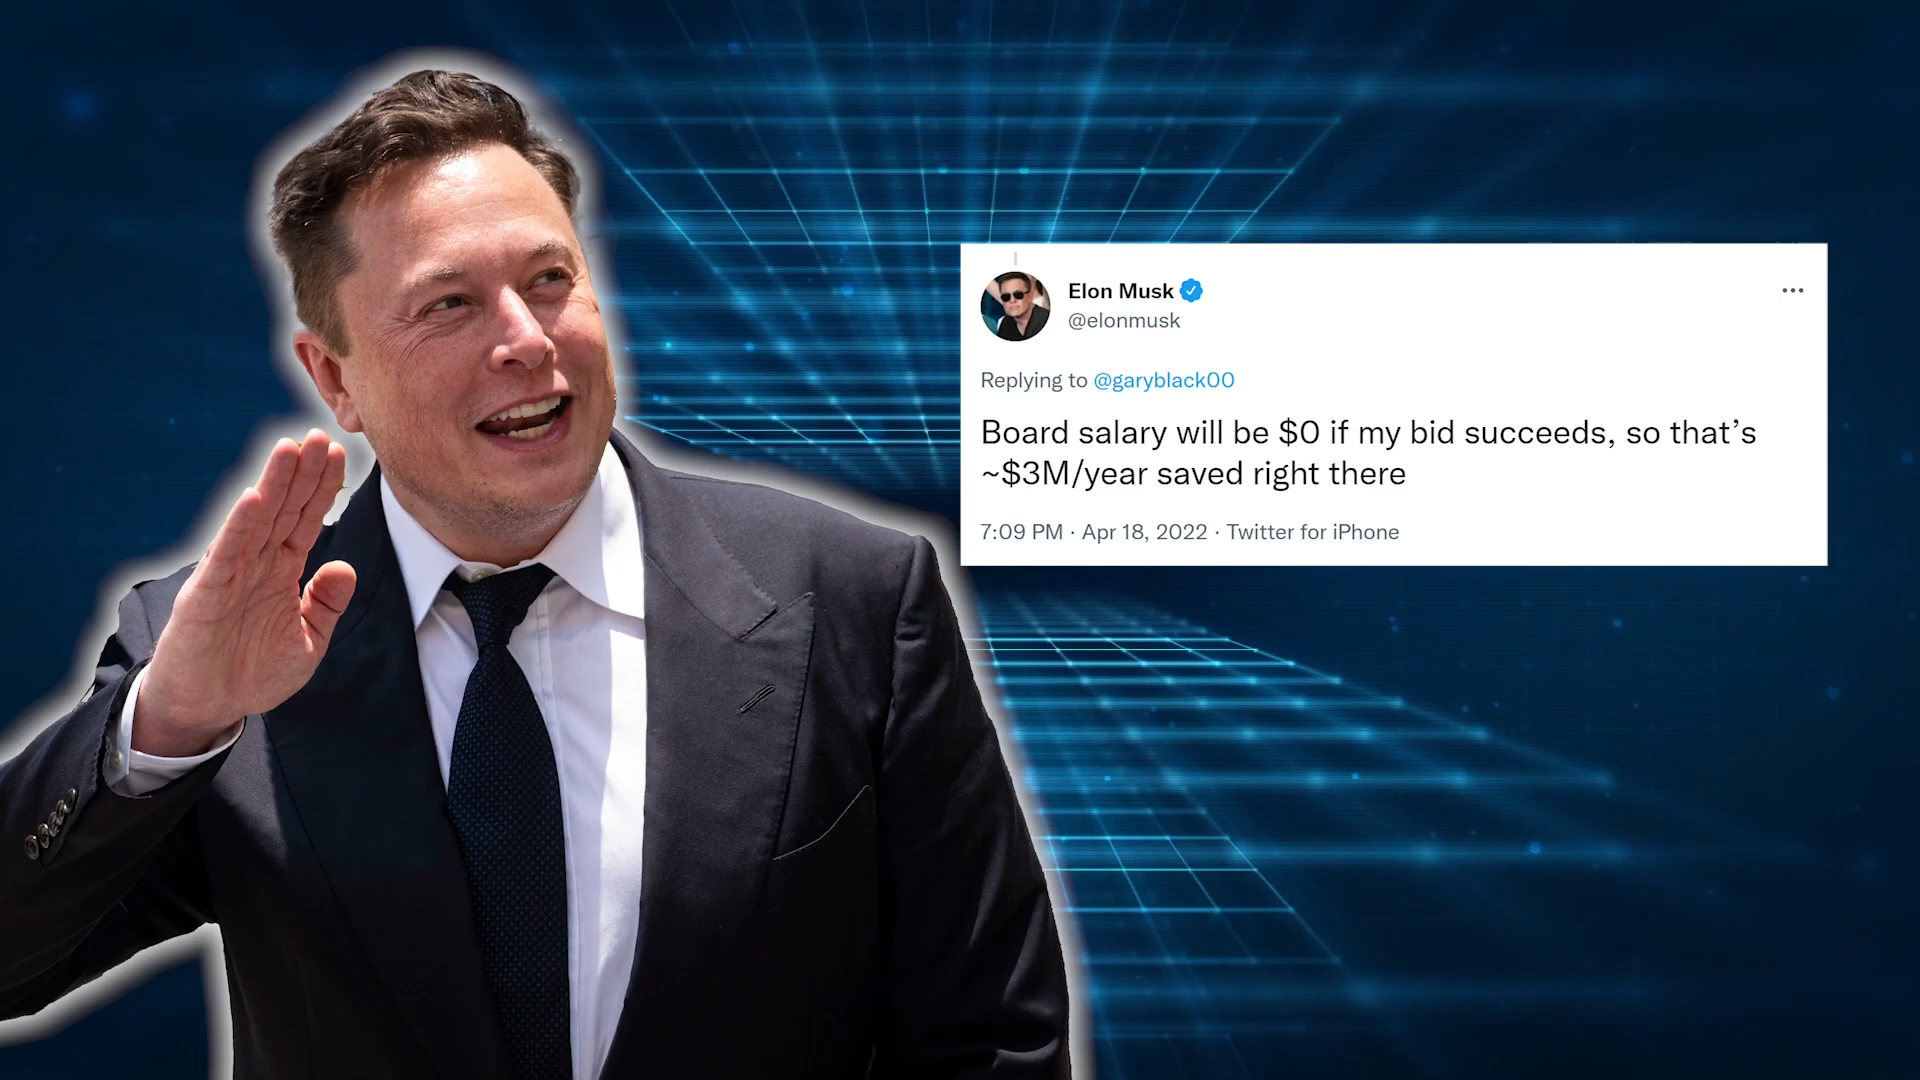 Elon Musk
@elonmusk
Replying to @garyblack00
Board salary will be $0 if my bid succeeds, so that’s
~$3M/year saved right there
7:09 PM · Apr 18, 2022 · Twitter for iPhone